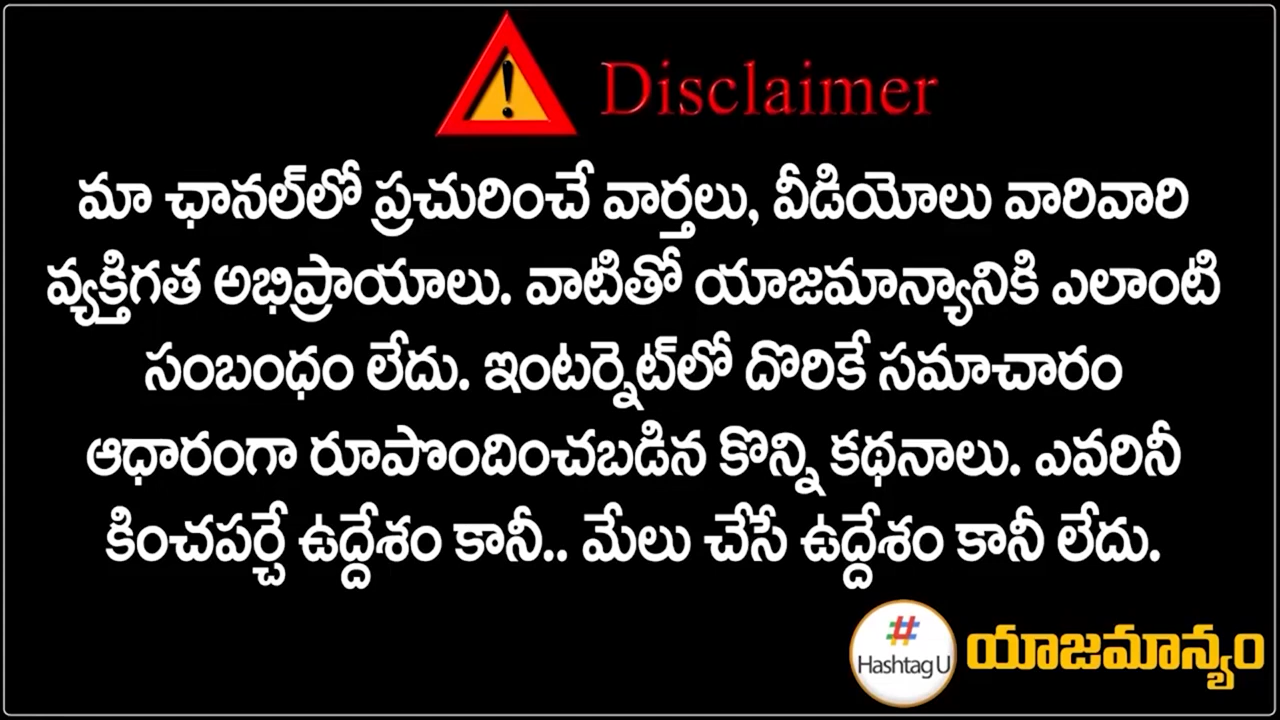 Disclaimer
మా ఛానల్‌లో ప్రచురించే వార్తలు, వీడియోలు వారివారి
వ్యక్తిగత అభిప్రాయాలు. వాటితో యాజమాన్యానికి ఎలాంటి
సంబంధం లేదు. ఇంటర్నెట్‌లో దొరికే సమాచారం
ఆధారంగా రూపొందించబడిన కొన్ని కథనాలు. ఎవరినీ
కించపర్చే ఉద్దేశం కానీ.. మేలు చేసే ఉద్దేశం కానీ లేదు.
# HashtagU యాజమాన్యం